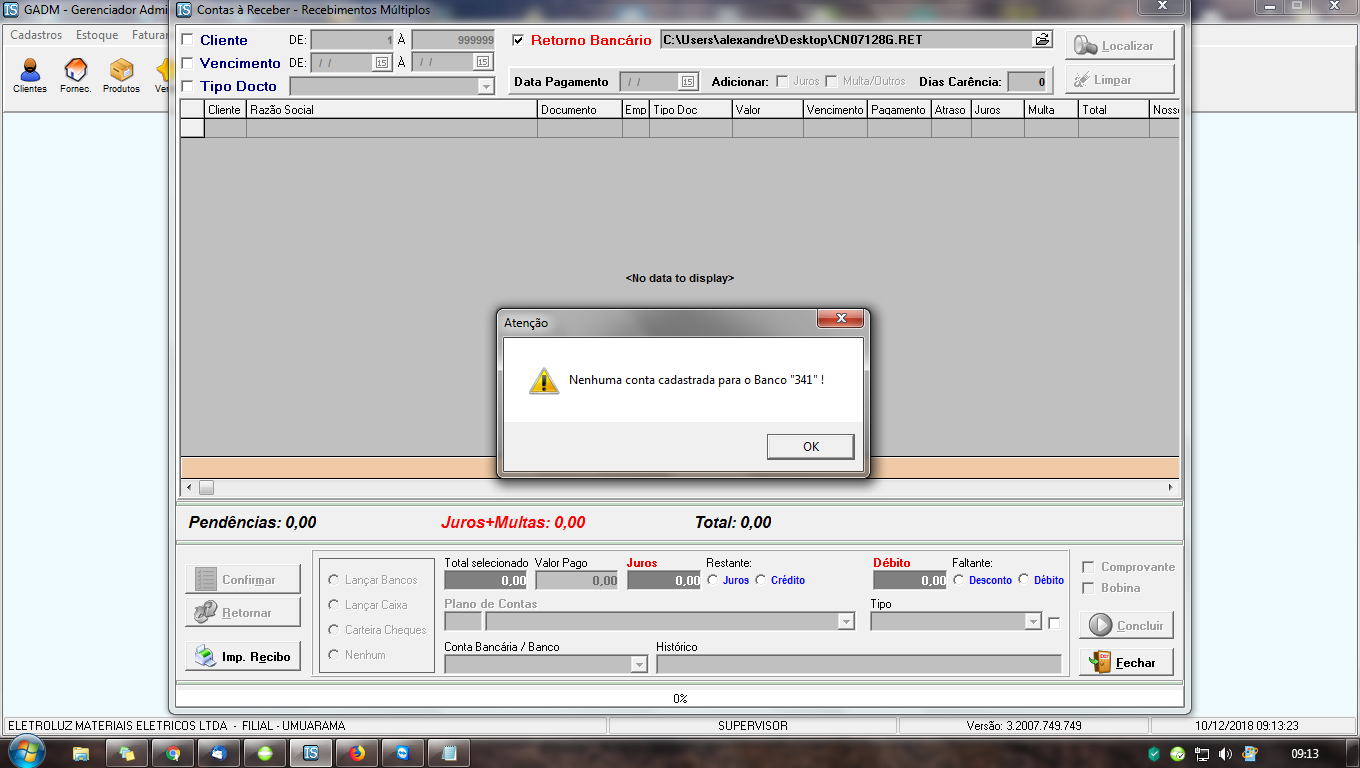 GADM - Gerenciador Admi
Contas à Receber - Recebimentos Múltiplos
Cadastros Estoque Faturar
Clientes Fornec. Produtos
Cliente DE: 1 À 999999
Retorno Bancário C:\Users\alexandre\Desktop\CN07128G.RET
Localizar
Vencimento DE: / / 15 À / / 15
Tipo Docto
Data Pagamento / / 15 Adicionar: Juros Multa/Outros Dias Carência: 0
Limpar
Cliente Razão Social Documento Emp Tipo Doc Valor Vencimento Pagamento Atraso Juros Multa Total Nosso
<No data to display>
Atenção
Nenhuma conta cadastrada para o Banco "341" !
OK
Pendências: 0,00 Juros+Multas: 0,00 Total: 0,00
Confirmar
Retornar
Imp. Recibo
Lançar Bancos
Lançar Caixa
Carteira Cheques
Nenhum
Total selecionado Valor Pago Juros Restante: Débito Faltante:
0,00 0,00 0,00 Juros Crédito 0,00 Desconto Débito
Plano de Contas Tipo
Conta Bancária / Banco Histórico
Comprovante
Bobina
Concluir
Fechar
0%
ELETROLUZ MATERIAIS ELETRICOS LTDA - FILIAL - UMUARAMA SUPERVISOR Versão: 3.2007.749.749 10/12/2018 09:13:23
09:13